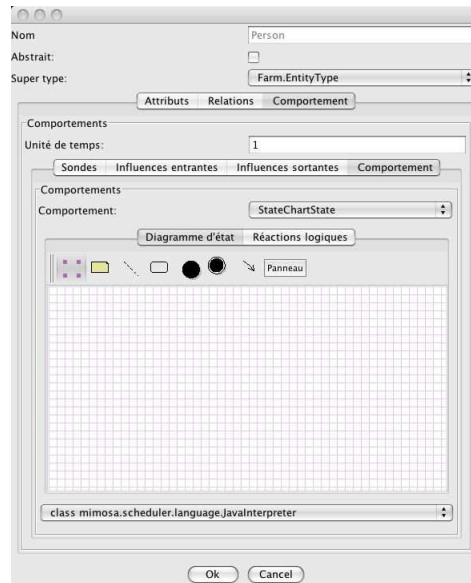 Nom Person
Abstrait:
Super type: Farm.EntityType
Attributs Relations Comportement
Comportements
Unité de temps: 1
Sondes Influences entrantes Influences sortantes Comportement
Comportements
Comportement: StateChartState
Diagramme d'état Réactions logiques
Panneau
class mimosa.scheduler.language.JavaInterpreter
Ok Cancel